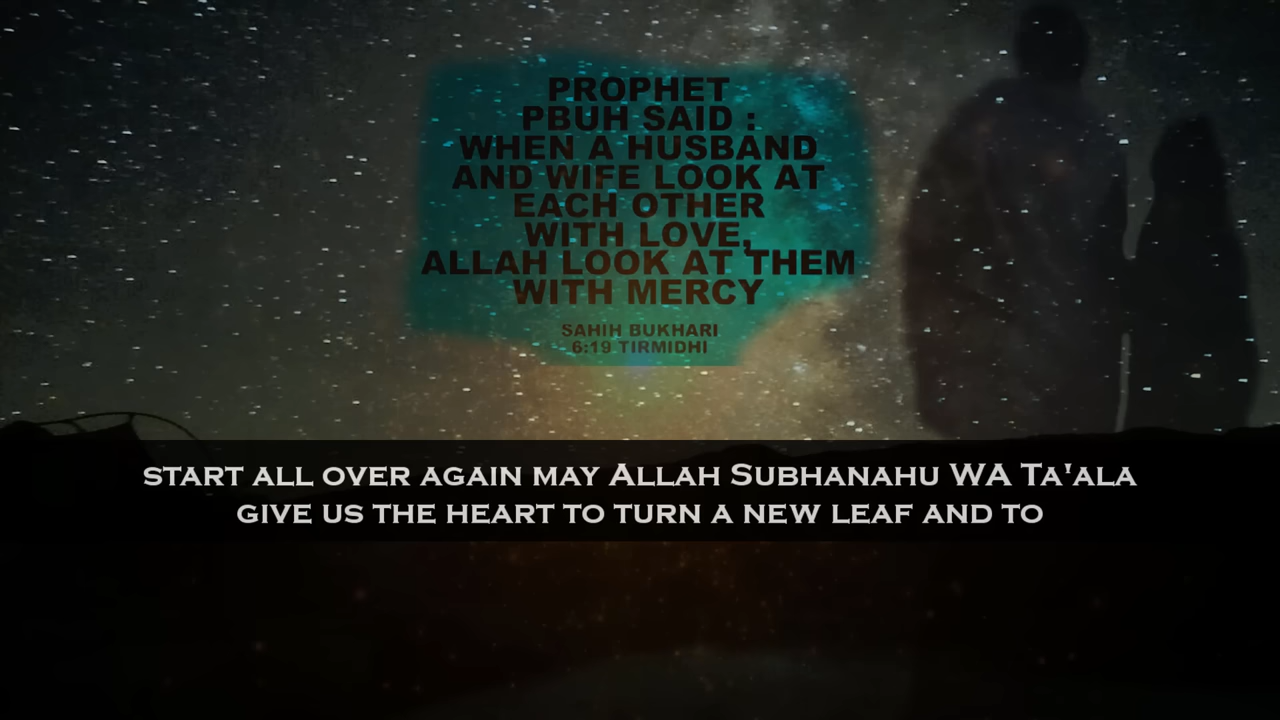 PROPHET
PBUH SAID :
WHEN A HUSBAND
AND WIFE LOOK AT
EACH OTHER
WITH LOVE,
ALLAH LOOK AT THEM
WITH MERCY
SAHIH BUKHARI
6:19 TIRMIDHI
START ALL OVER AGAIN MAY ALLAH SUBHANAHU WA TA'ALA
GIVE US THE HEART TO TURN A NEW LEAF AND TO